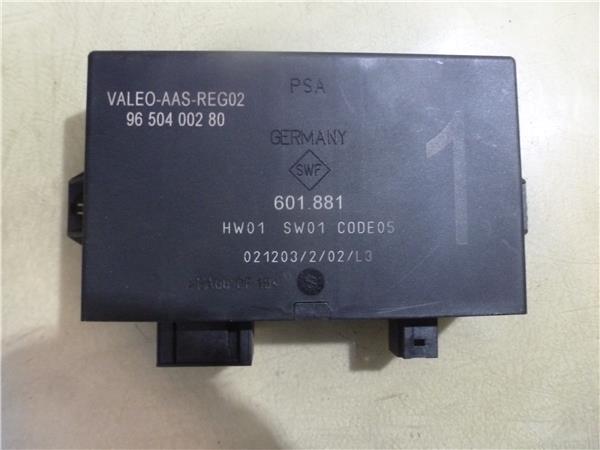 VALEO-AAS-REG02
96 504 002 80
PSA
GERMANY
SWF
601.881
HW01 SW01 CODE05
021203/2/02/L3
1